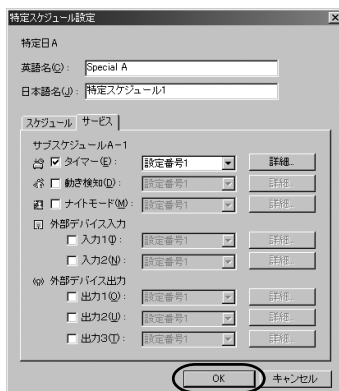 特定スケジュール設定
特定日A
英語名(C): Special A
日本語名(J): 特定スケジュール1
スケジュール サービス
サブスケジュールA-1
タイマー(E): 設定番号1 詳細...
動き検知(D): 設定番号1 詳細...
ナイトモード(M): 設定番号1 詳細...
外部デバイス入力
入力1(I): 設定番号1 詳細...
入力2(N): 設定番号1 詳細...
外部デバイス出力
出力1(O): 設定番号1 詳細...
出力2(U): 設定番号1 詳細...
出力3(T): 設定番号1 詳細...
OK キャンセル